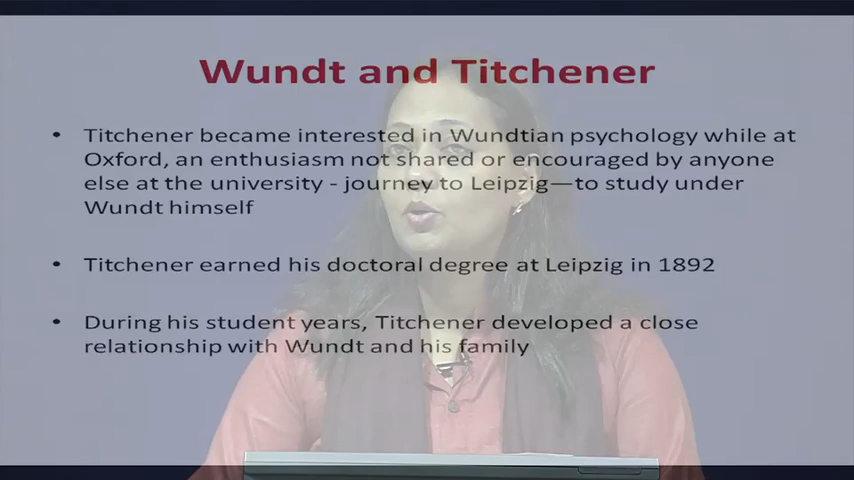 Wundt and Titchener
• Titchener became interested in Wundtian psychology while at
Oxford, an enthusiasm not shared or encouraged by anyone
else at the university - journey to Leipzig—to study under
Wundt himself
• Titchener earned his doctoral degree at Leipzig in 1892
• During his student years, Titchener developed a close
relationship with Wundt and his family